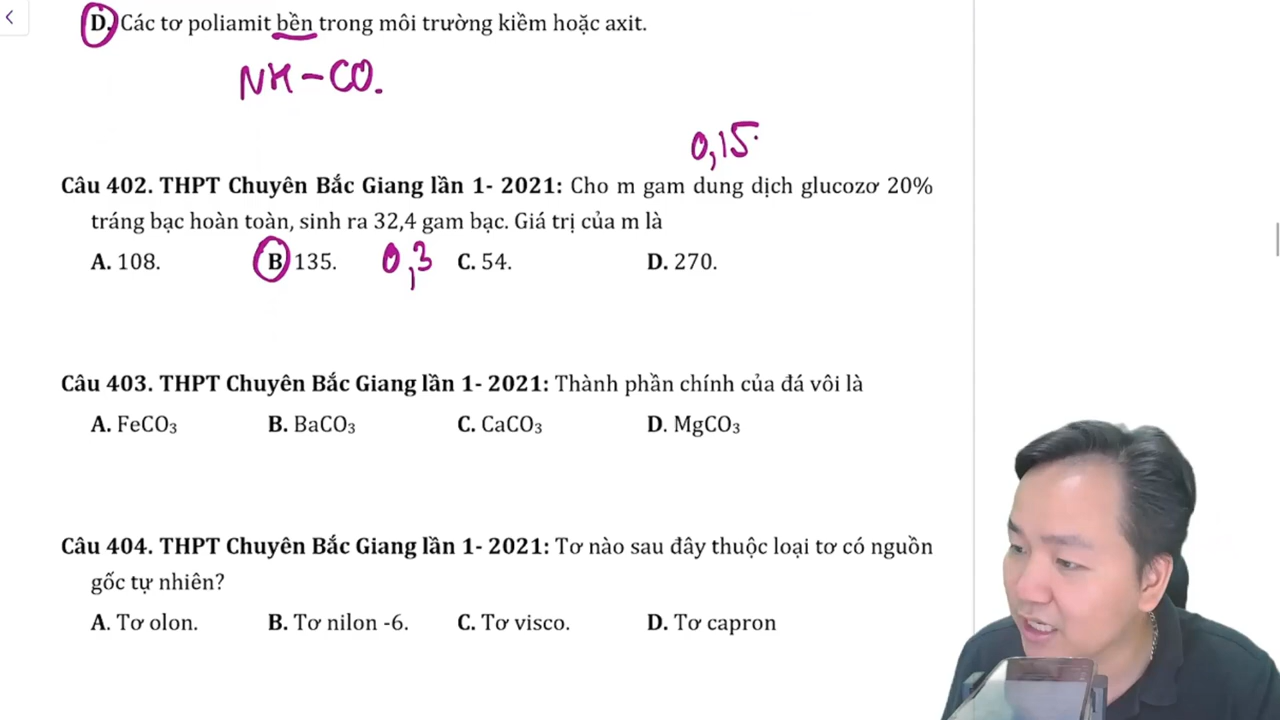 D. Các tơ poliamit bền trong môi trường kiềm hoặc axit.
NH – CO.
0,15
Câu 402. THPT Chuyên Bắc Giang lần 1- 2021: Cho m gam dung dịch glucozơ 20%
tráng bạc hoàn toàn, sinh ra 32,4 gam bạc. Giá trị của m là
A. 108. B 135. 0,3 C. 54. D. 270.
Câu 403. THPT Chuyên Bắc Giang lần 1- 2021: Thành phần chính của đá vôi là
A. FeCO₃ B. BaCO₃ C. CaCO₃ D. MgCO₃
Câu 404. THPT Chuyên Bắc Giang lần 1- 2021: Tơ nào sau đây thuộc loại tơ có nguồn
gốc tự nhiên?
A. Tơ olon. B. Tơ nilon -6. C. Tơ visco. D. Tơ capron